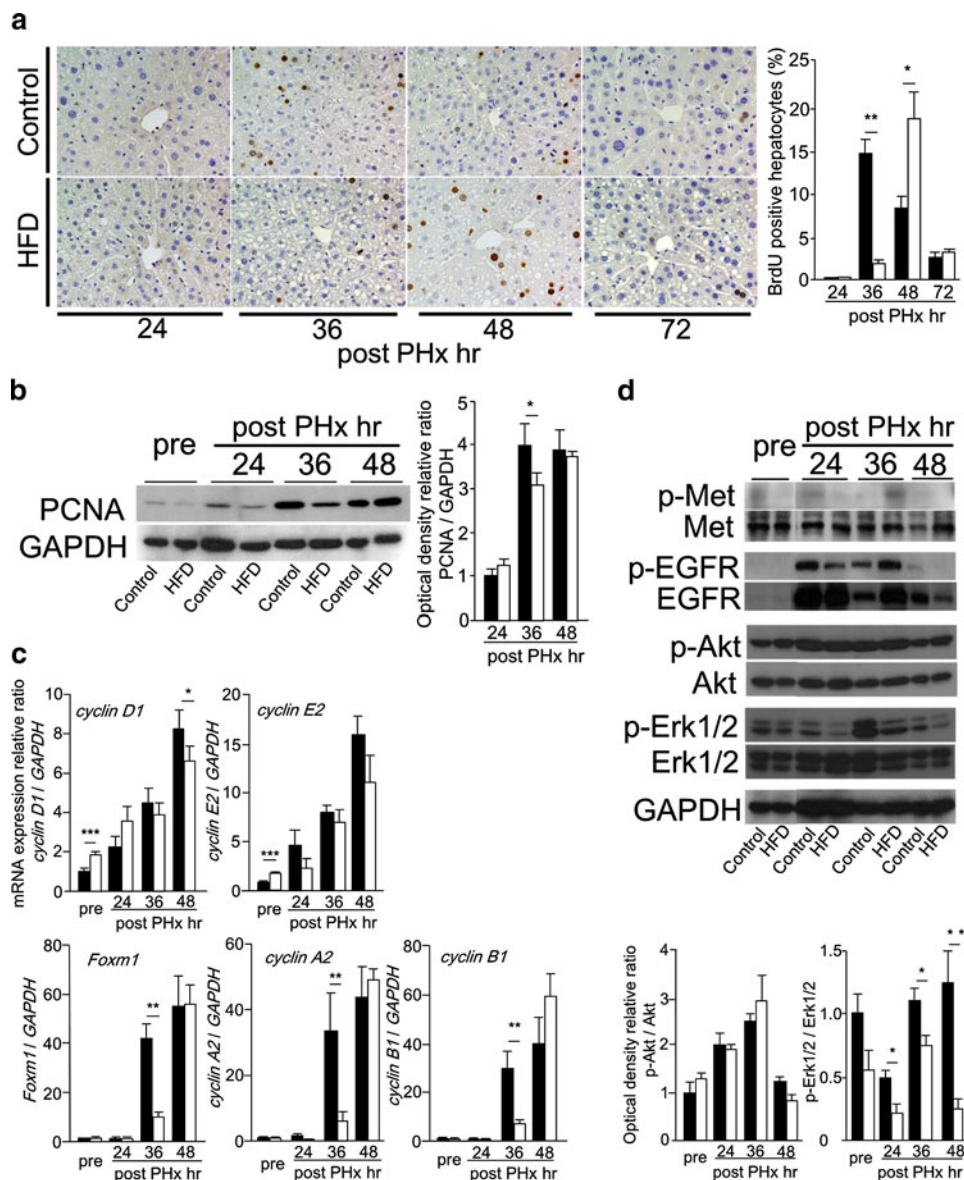 a
Control
HFD
24 36 48 72
post PHx hr
BrdU positive hepatocytes (%)
25
20
15
10
5
0
** *
24 36 48 72
post PHx hr
b
pre post PHx hr
24 36 48
PCNA
GAPDH
Control HFD Control HFD Control HFD Control HFD
Optical density relative ratio
PCNA / GAPDH
5
4
3
2
1
0
*
24 36 48
post PHx hr
c
mRNA expression relative ratio
cyclin D1 / GAPDH
cyclin D1
10
8
6
4
2
0
*** *
24 36 48
pre post PHx hr
cyclin E2 / GAPDH
cyclin E2
20
15
10
5
0
***
24 36 48
pre post PHx hr
Foxm1 / GAPDH
Foxm1
80
60
40
20
0
**
24 36 48
pre post PHx hr
cyclin A2 / GAPDH
cyclin A2
60
40
20
0
**
24 36 48
pre post PHx hr
cyclin B1 / GAPDH
cyclin B1
80
60
40
20
0
**
24 36 48
pre post PHx hr
d
post PHx hr
pre 24 36 48
p-Met
Met
p-EGFR
EGFR
p-Akt
Akt
p-Erk1/2
Erk1/2
GAPDH
Control HFD Control HFD Control HFD Control HFD
Optical density relative ratio
p-Akt / Akt
4
3
2
1
0
24 36 48
pre post PHx hr
p-Erk1/2 / Erk1/2
1.5
1.0
0.5
0
* * **
24 36 48
pre post PHx hr